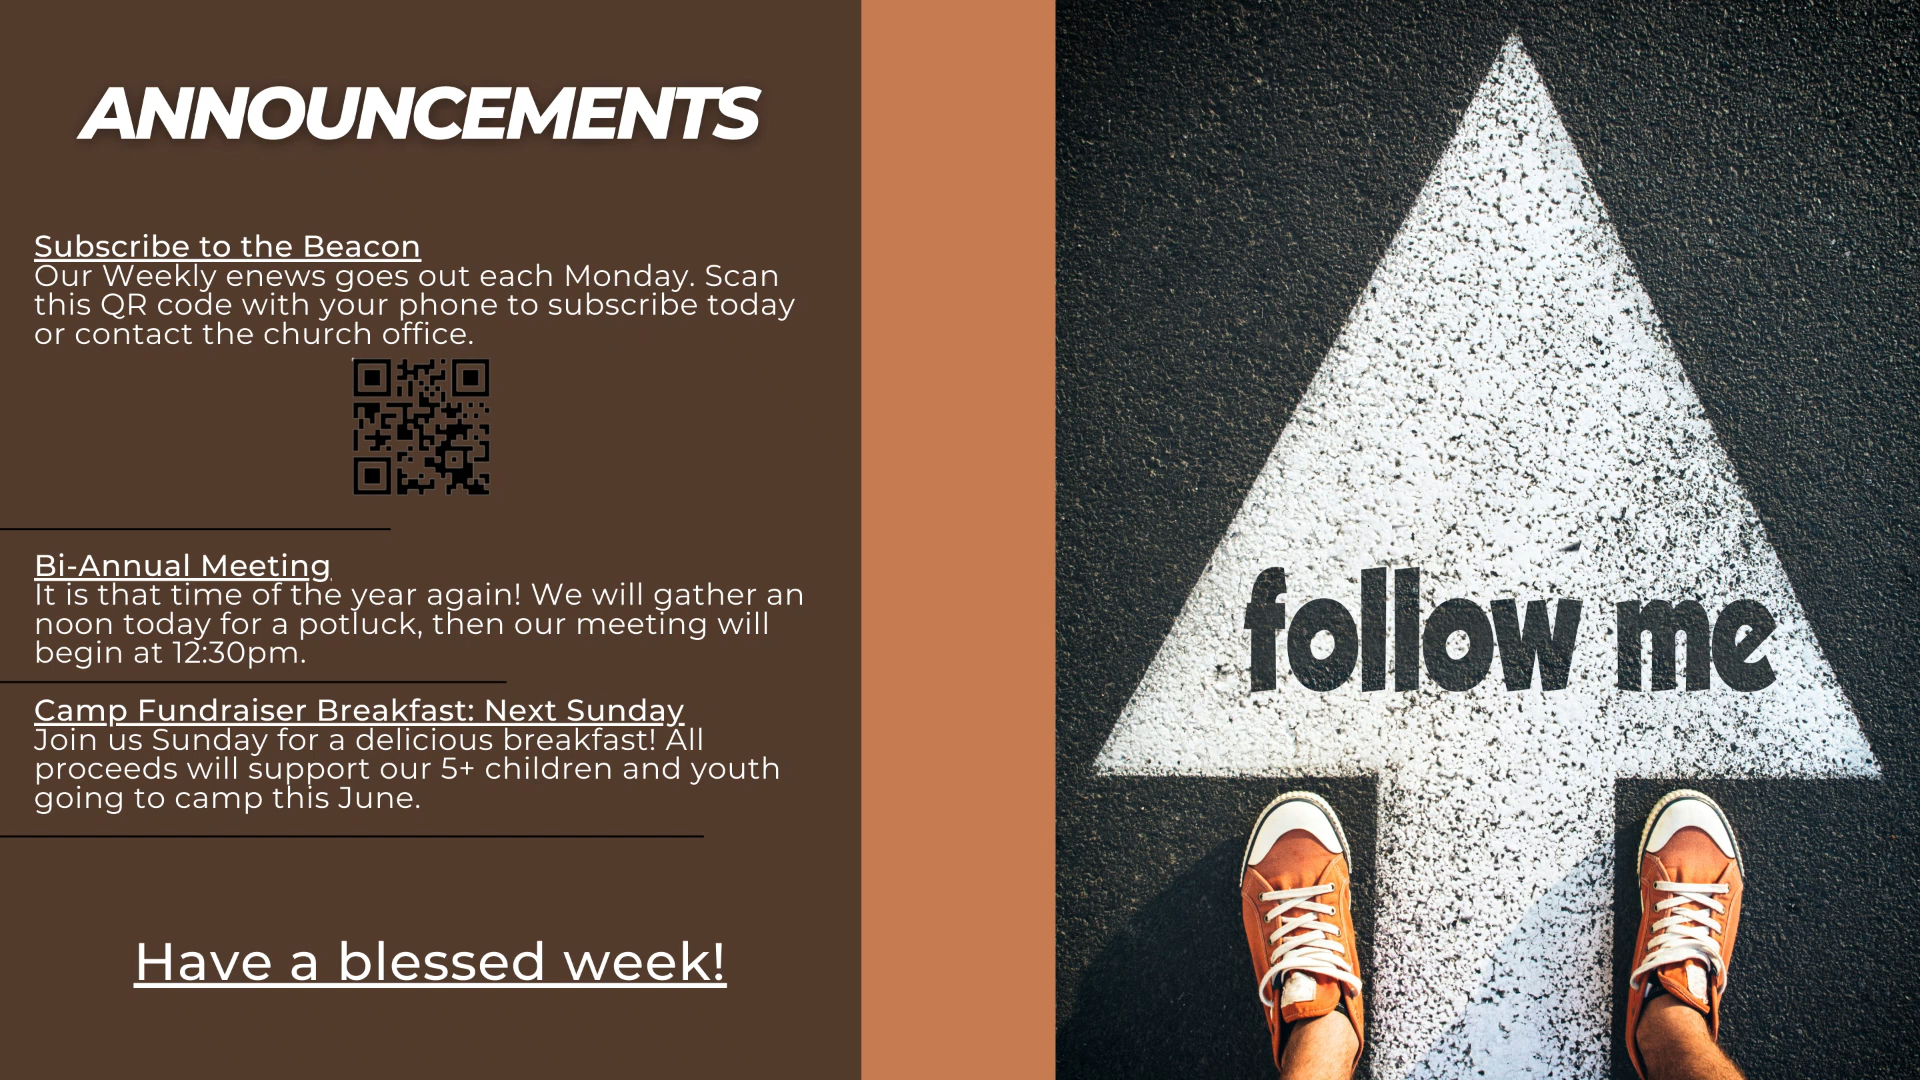 ANNOUNCEMENTS
Subscribe to the Beacon
Our Weekly enews goes out each Monday. Scan
this QR code with your phone to subscribe today
or contact the church office.
Bi-Annual Meeting
It is that time of the year again! We will gather an
noon today for a potluck, then our meeting will
begin at 12:30pm.
Camp Fundraiser Breakfast: Next Sunday
Join us Sunday for a delicious breakfast! All
proceeds will support our 5+ children and youth
going to camp this June.
Have a blessed week!
follow me